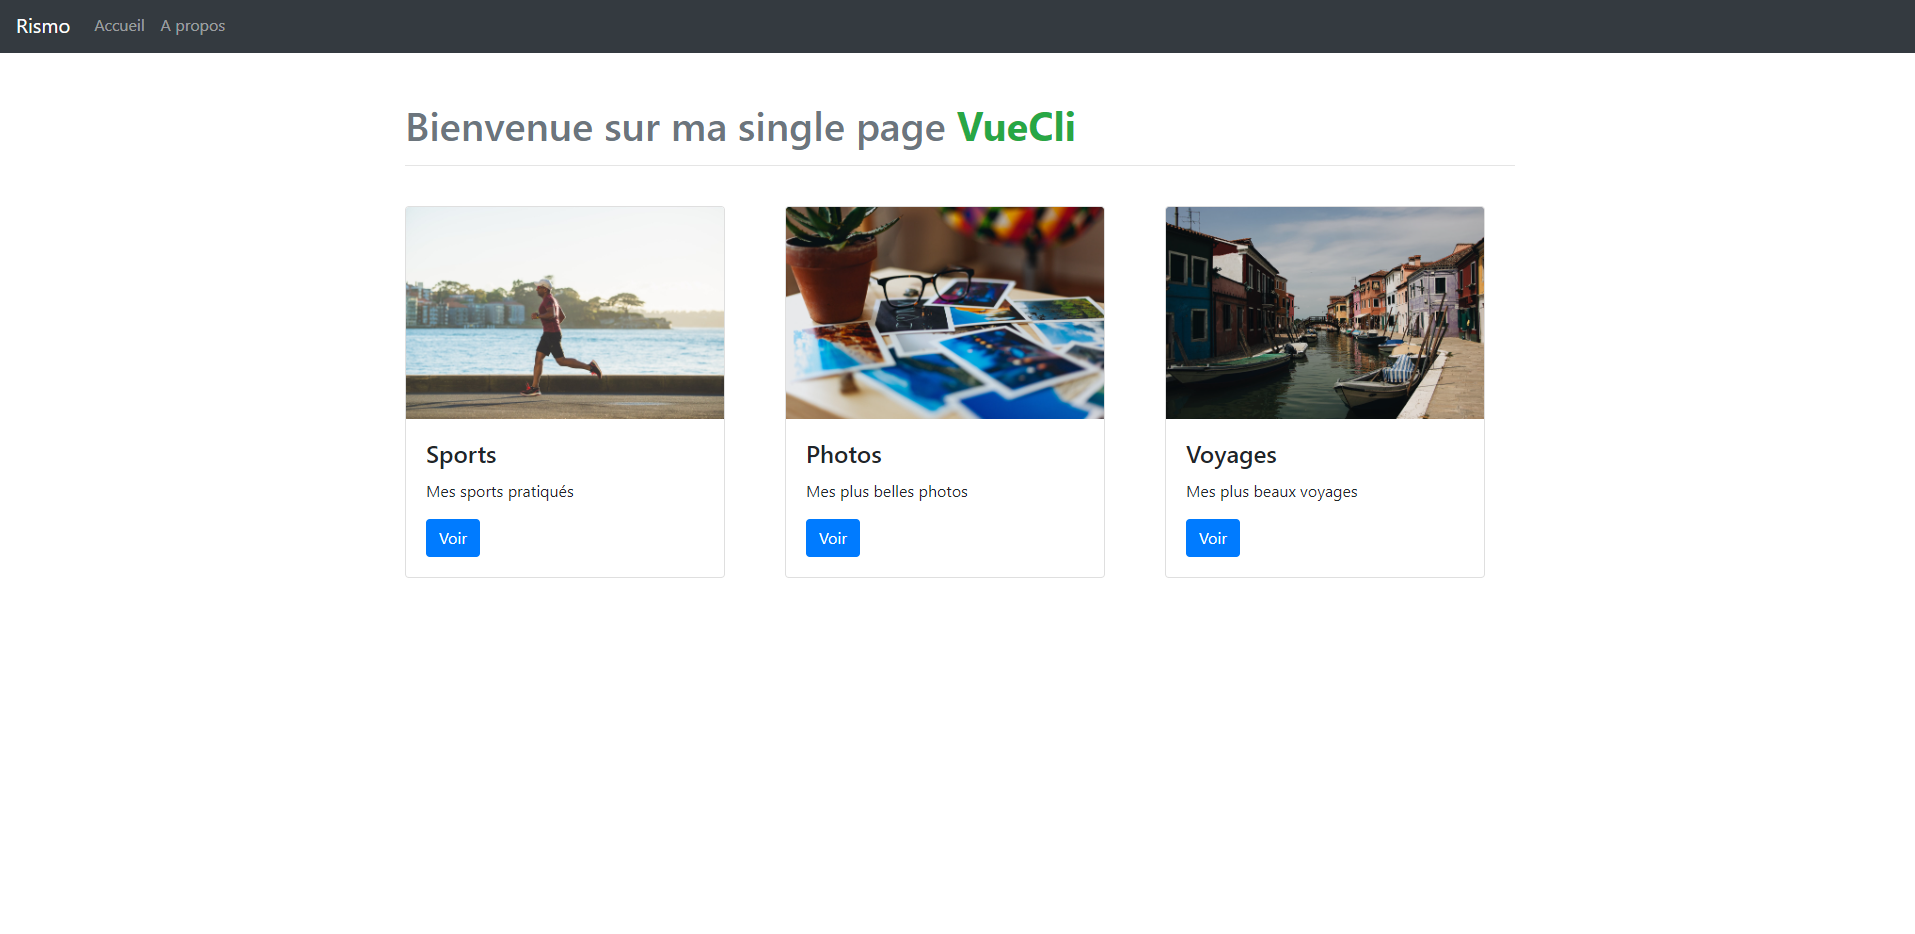 Rismo Accueil A propos
Bienvenue sur ma single page VueCli
Sports
Mes sports pratiqués
Voir
Photos
Mes plus belles photos
Voir
Voyages
Mes plus beaux voyages
Voir